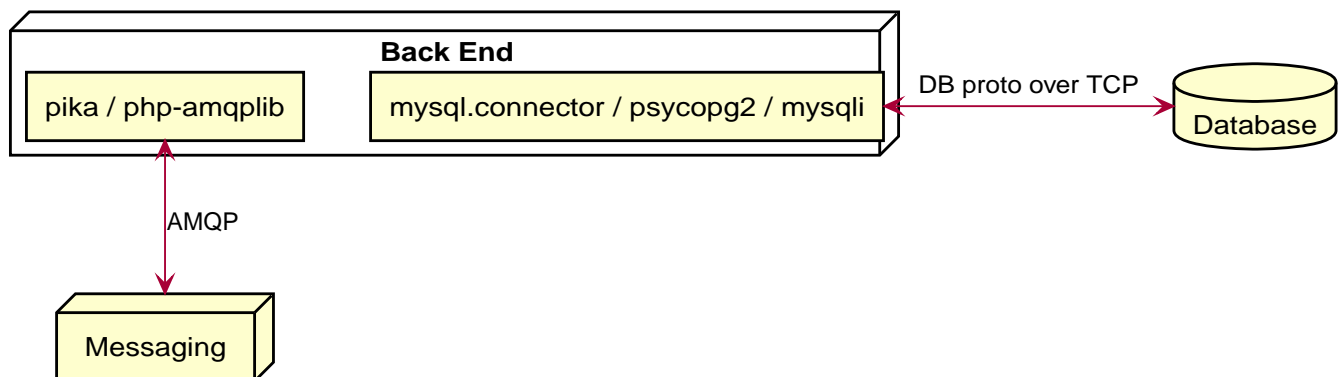 Back End
pika / php-amqplib
mysql.connector / psycopg2 / mysqli
DB proto over TCP
Database
AMQP
Messaging